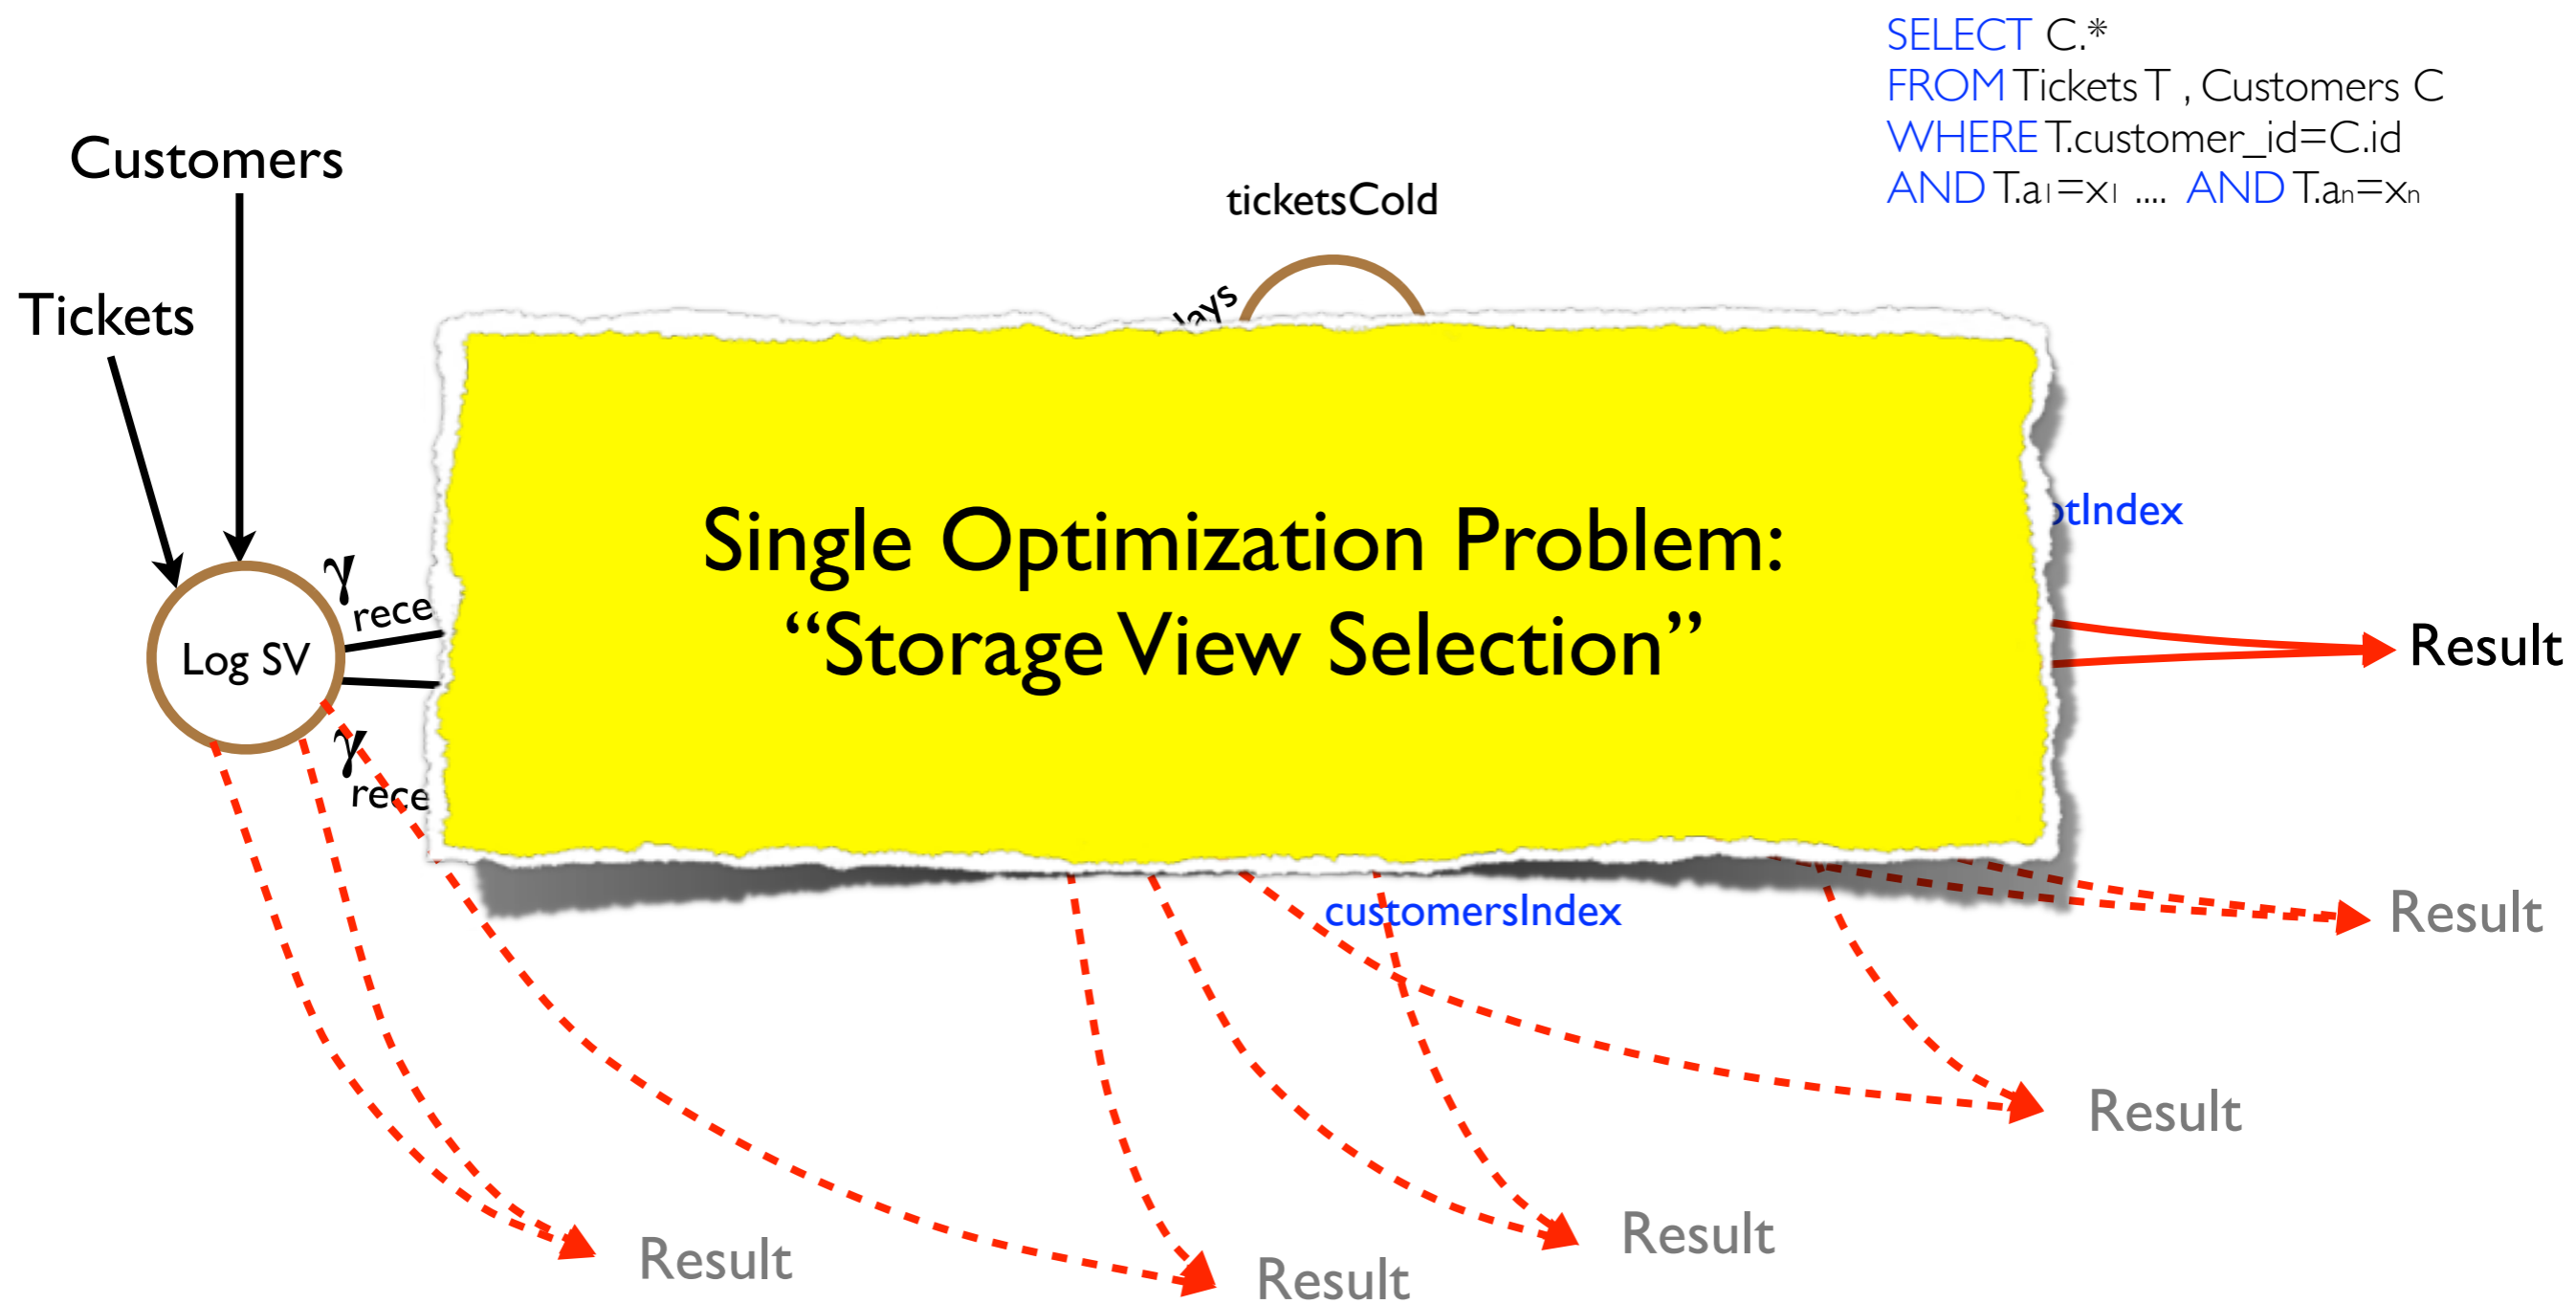 SELECT C.*
FROM Tickets T , Customers C
WHERE T.customer_id=C.id
AND T.a1=x1 .... AND T.an=xn
Customers
ticketsCold
Tickets
Single Optimization Problem:
“Storage View Selection”
γ
γ
Log SV
Result
customersIndex
Result
Result
Result
Result
Result